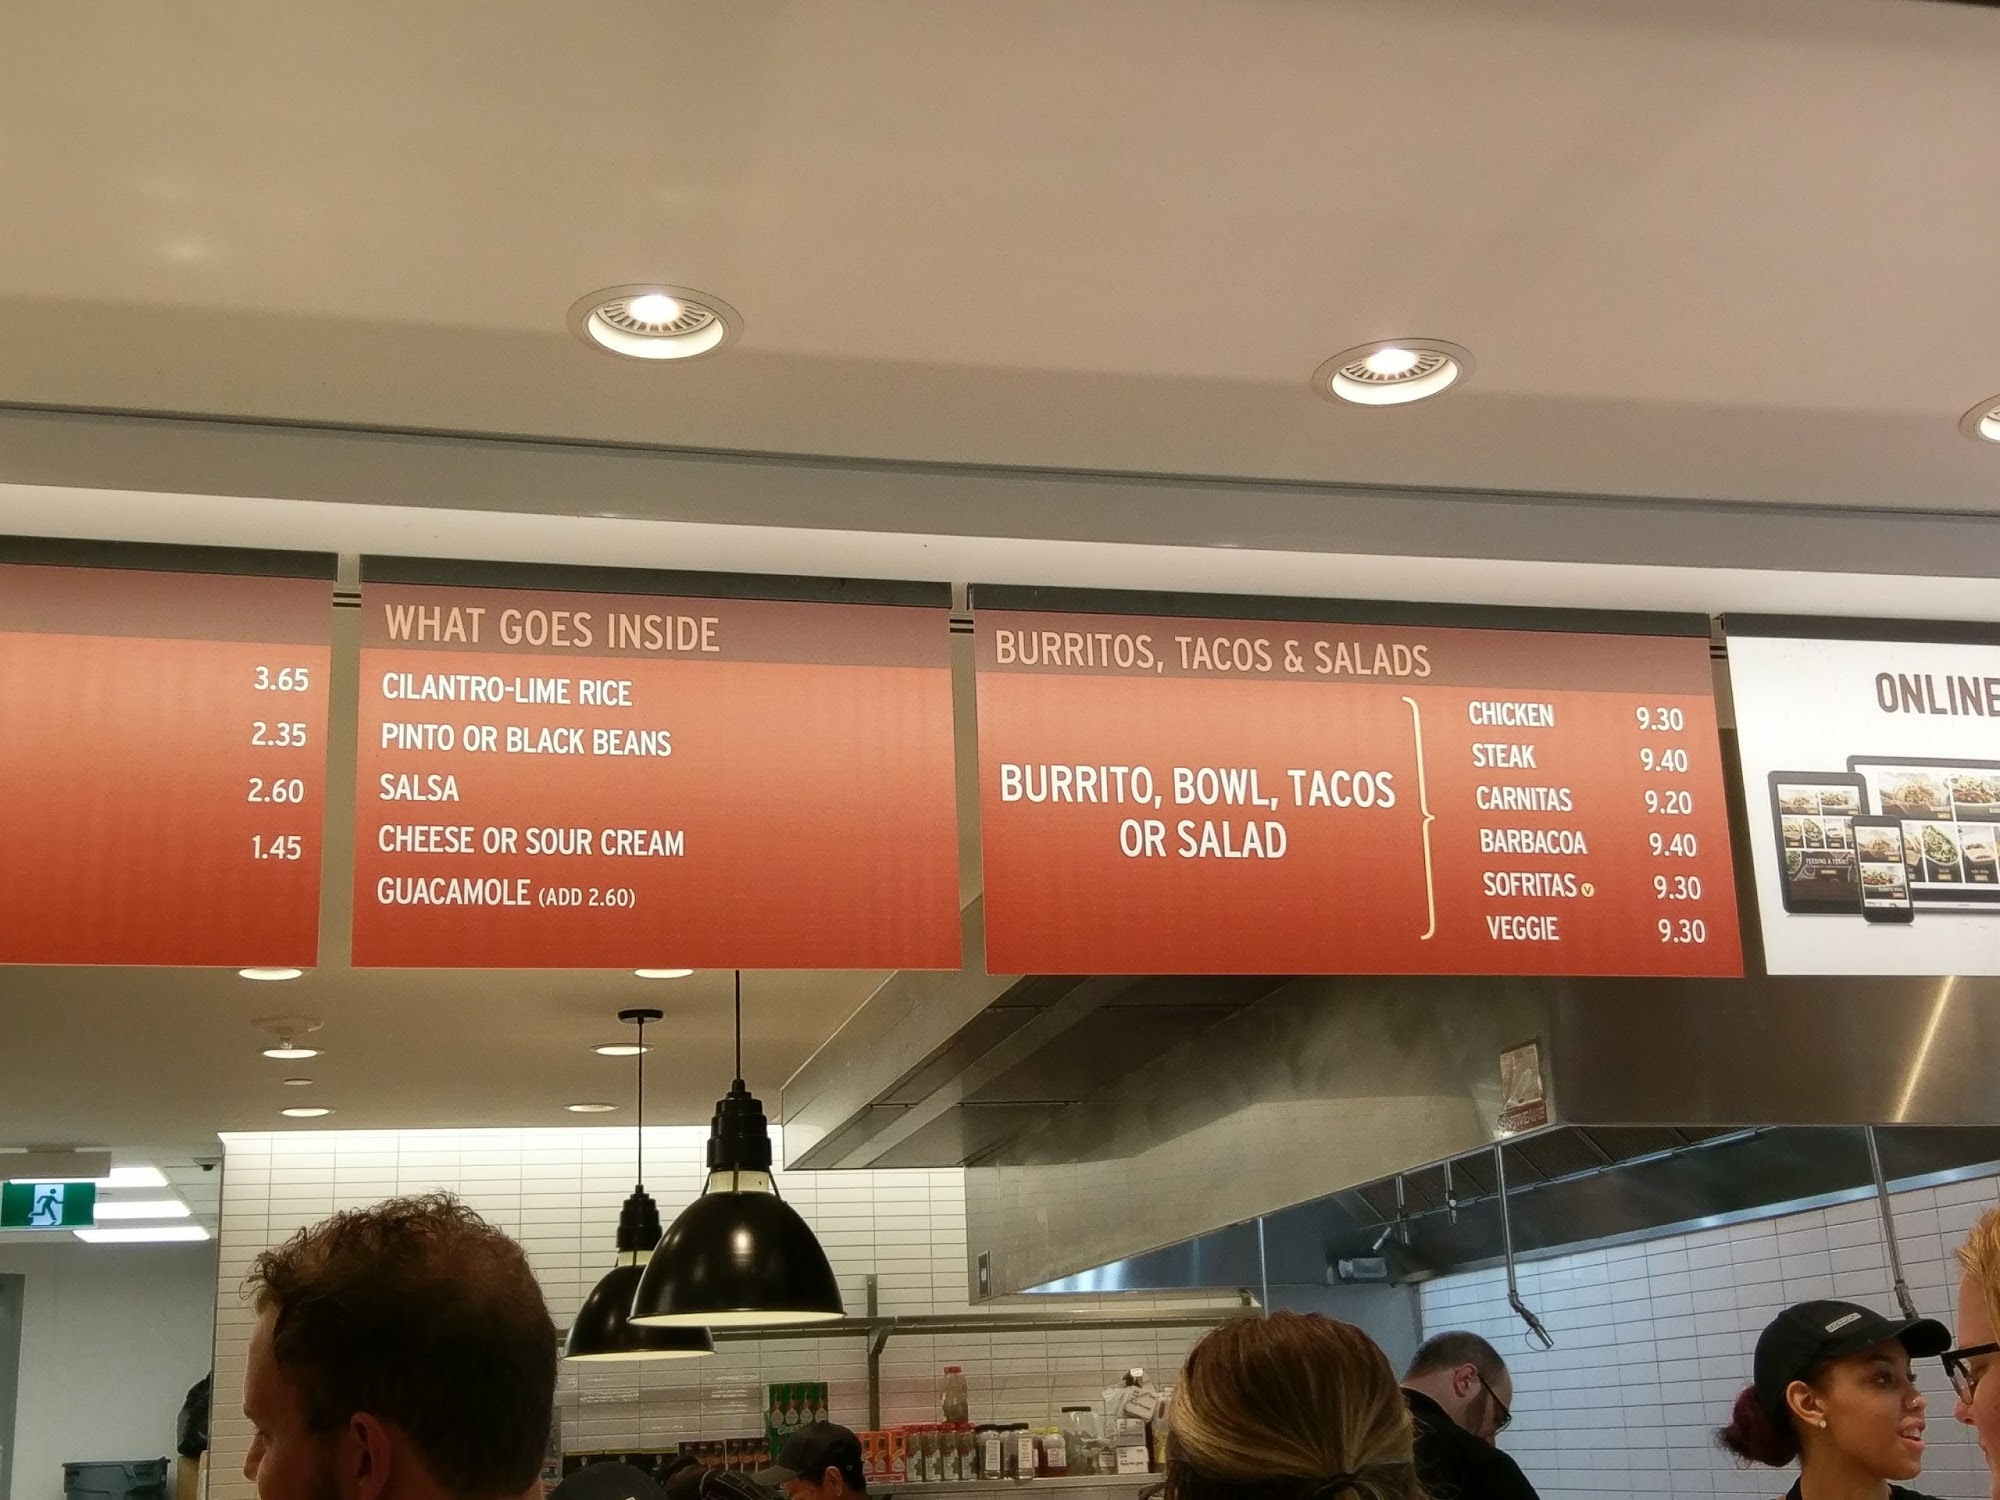 3.65
2.35
2.60
1.45
WHAT GOES INSIDE
CILANTRO-LIME RICE
PINTO OR BLACK BEANS
SALSA
CHEESE OR SOUR CREAM
GUACAMOLE (ADD 2.60)
BURRITOS, TACOS & SALADS
BURRITO, BOWL, TACOS
OR SALAD
CHICKEN 9.30
STEAK 9.40
CARNITAS 9.20
BARBACOA 9.40
SOFRITAS V 9.30
VEGGIE 9.30
ONLINE